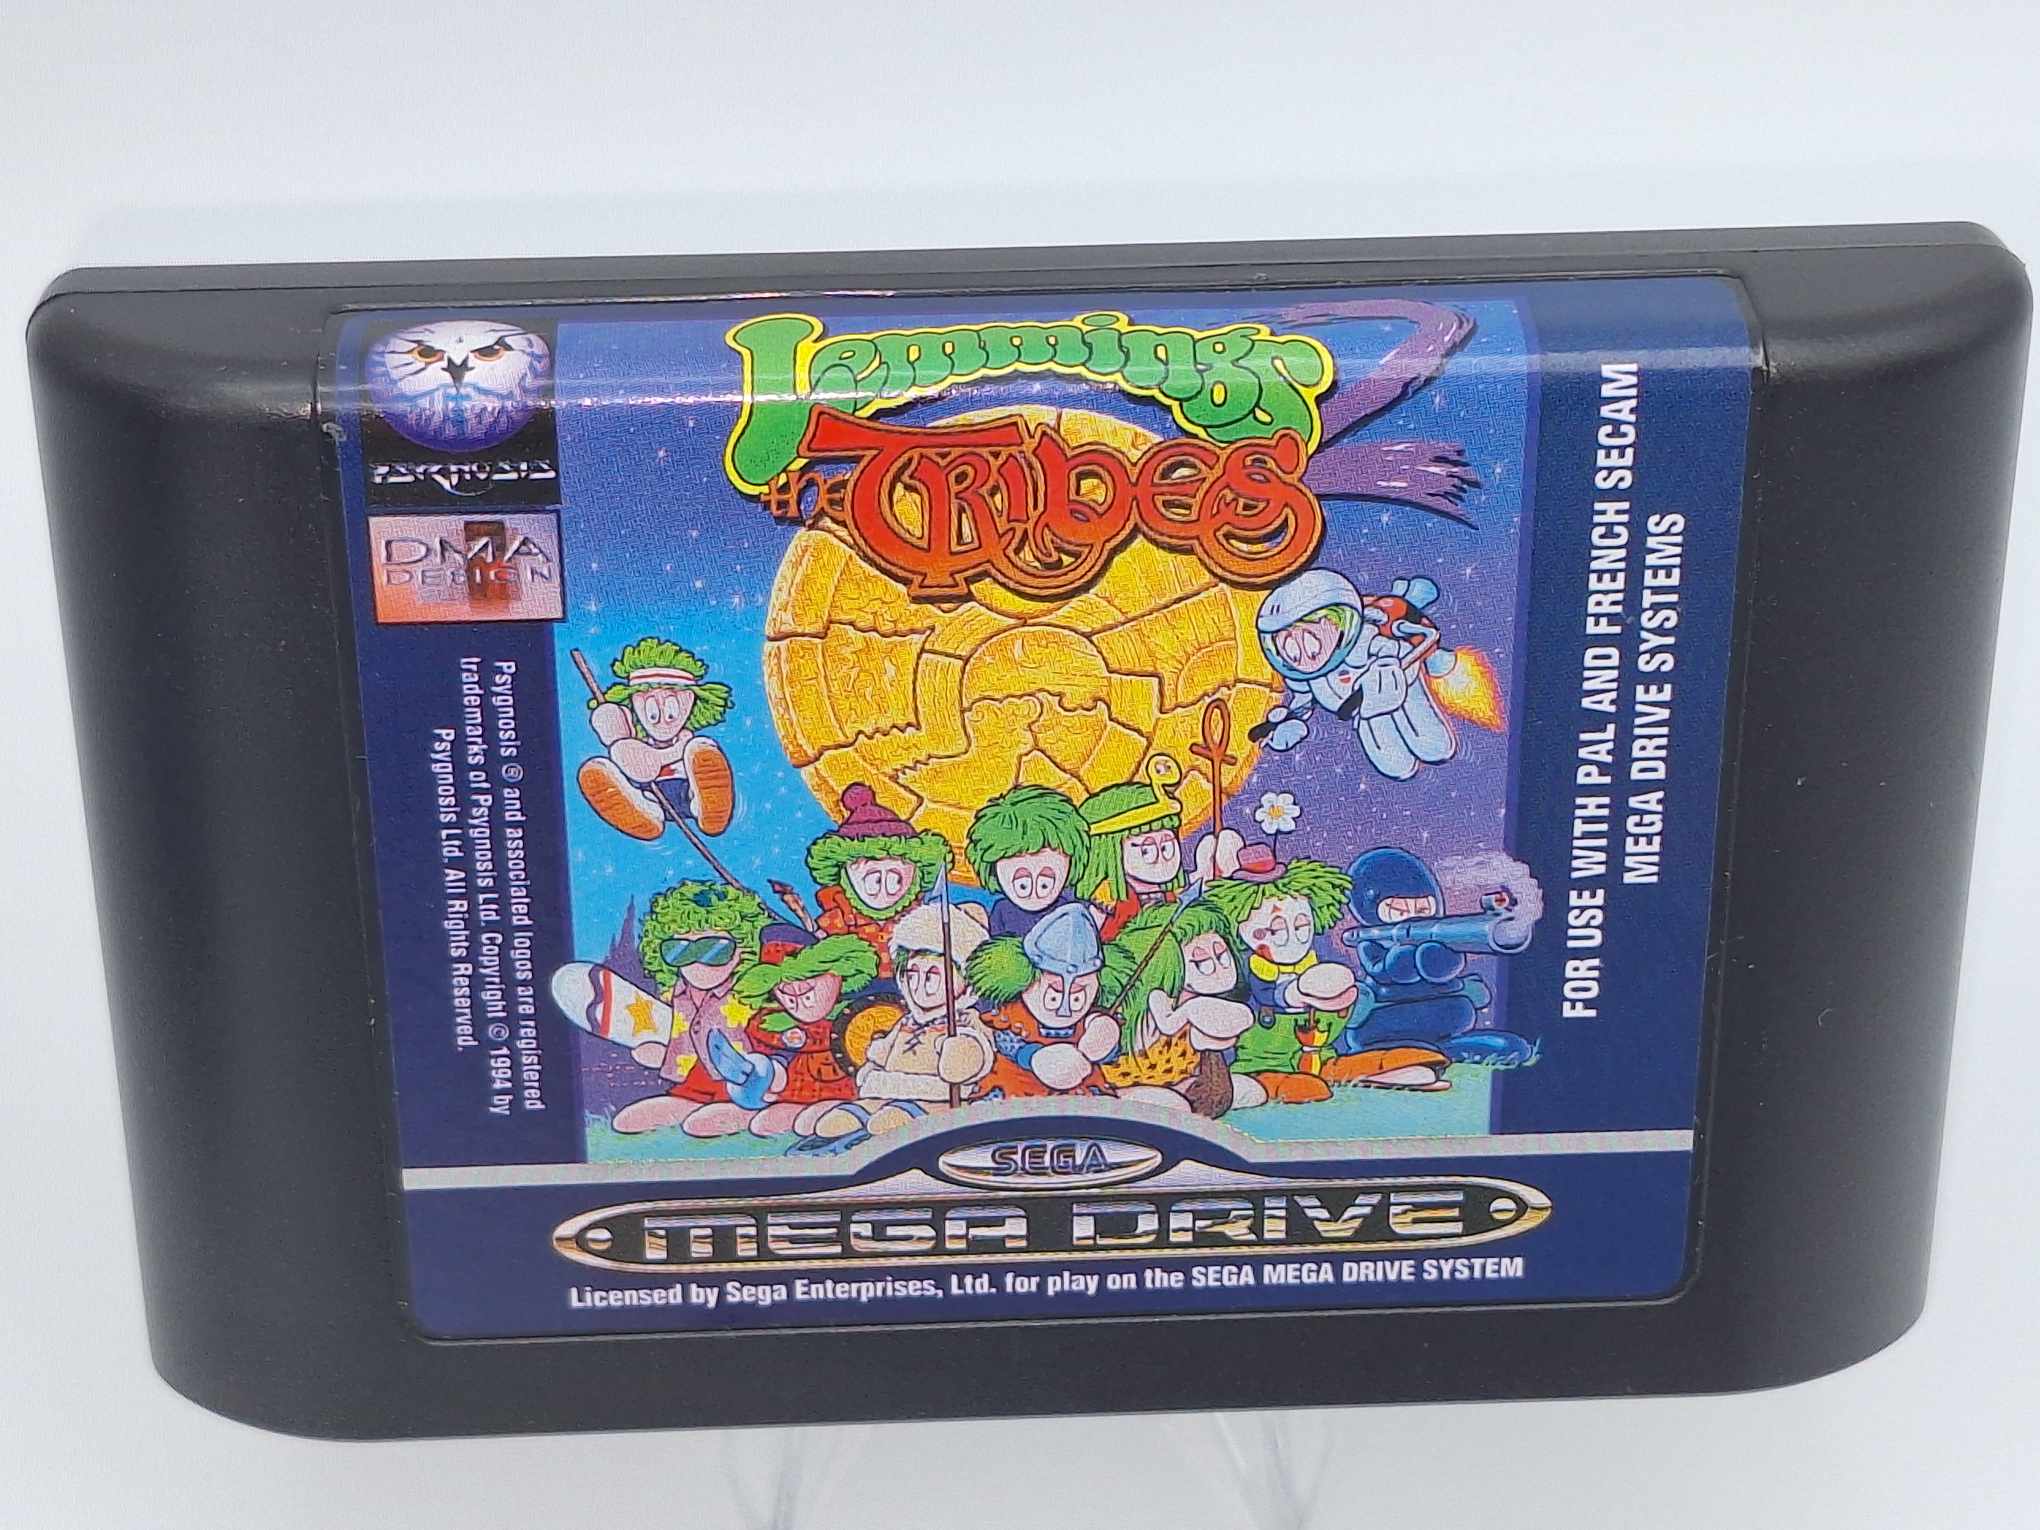 Lemmings 2
the Tribes
PSYGNOSIS
DMA
DESIGN
Psygnosis ® and associated logos are registered
trademarks of Psygnosis Ltd. Copyright © 1994 by
Psygnosis Ltd. All Rights Reserved.
FOR USE WITH PAL AND FRENCH SECAM
MEGA DRIVE SYSTEMS
SEGA
MEGA DRIVE
Licensed by Sega Enterprises, Ltd. for play on the SEGA MEGA DRIVE SYSTEM